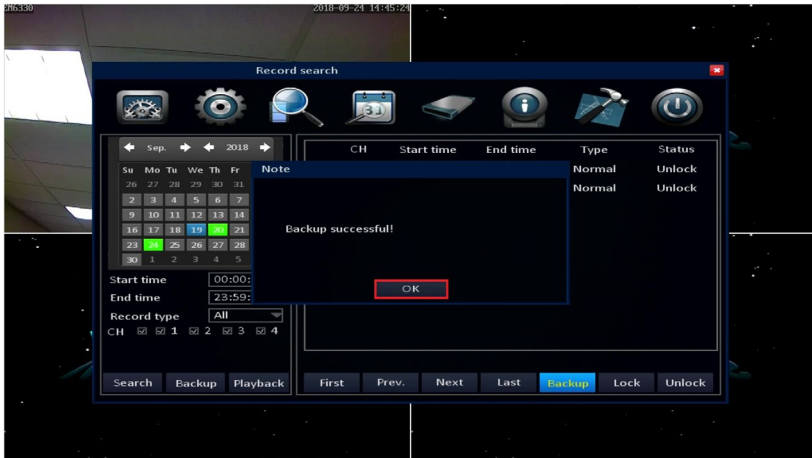 EM6330
2018-09-24 14:45:24
Record search
31
Sep. 2018
Su Mo Tu We Th Fr
26 27 28 29 30 31
2 3 4 5 6 7
9 10 11 12 13 14
16 17 18 19 20 21
23 24 25 26 27 28
30 1 2 3 4 5
Start time 00:00:
End time 23:59:
Record type All
CH 1 2 3 4
Search Backup Playback
CH Start time End time Type Status
Normal Unlock
Normal Unlock
Note
Backup successful!
OK
First Prev. Next Last Backup Lock Unlock